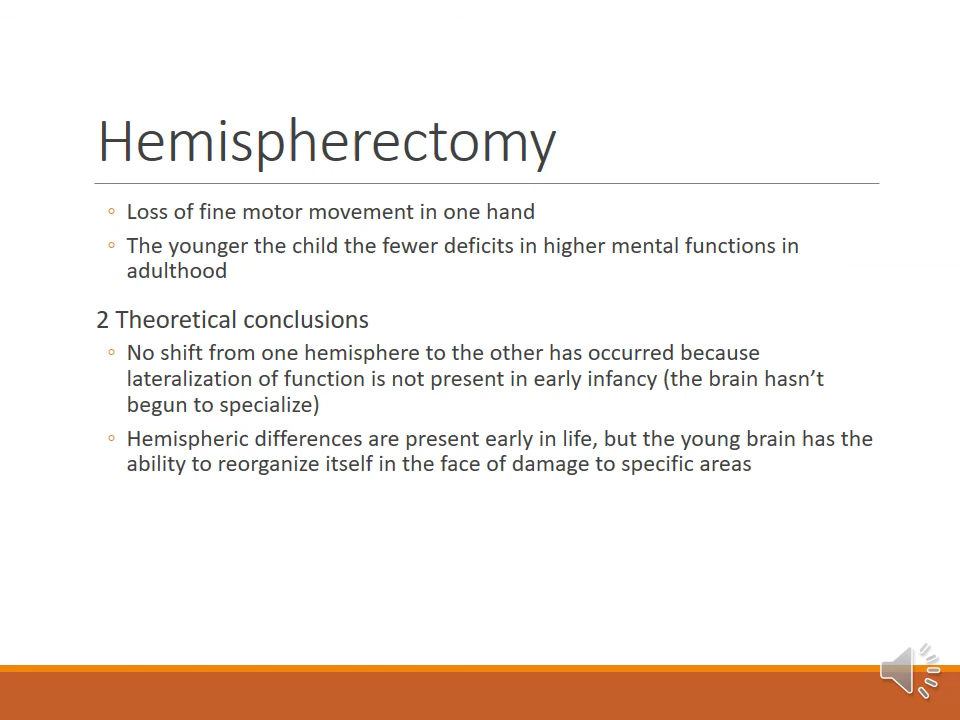 Hemispherectomy
◦ Loss of fine motor movement in one hand
◦ The younger the child the fewer deficits in higher mental functions in
adulthood
2 Theoretical conclusions
◦ No shift from one hemisphere to the other has occurred because
lateralization of function is not present in early infancy (the brain hasn’t
begun to specialize)
◦ Hemispheric differences are present early in life, but the young brain has the
ability to reorganize itself in the face of damage to specific areas